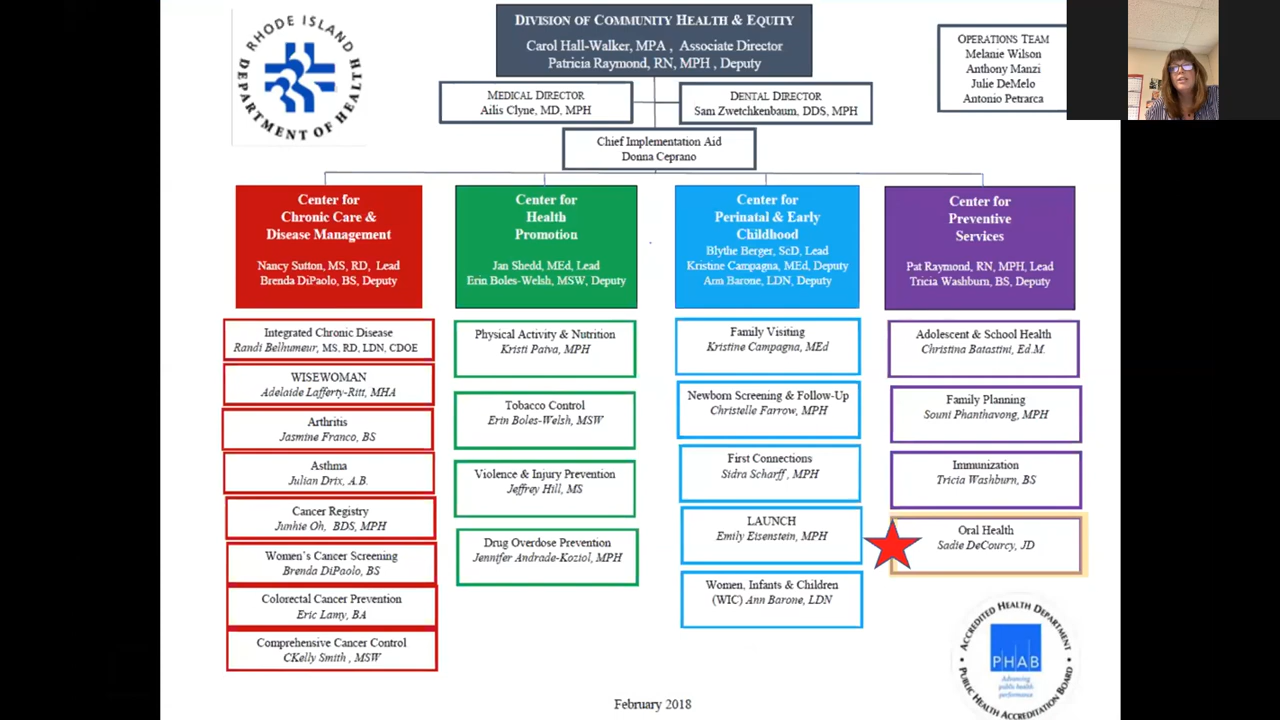 RHODE ISLAND
DEPARTMENT OF HEALTH
DIVISION OF COMMUNITY HEALTH & EQUITY
Carol Hall-Walker, MPA , Associate Director
Patricia Raymond, RN, MPH , Deputy
OPERATIONS TEAM
Melanie Wilson
Anthony Manzi
Julie DeMelo
Antonio Petrarca
MEDICAL DIRECTOR
Ailis Clyne, MD, MPH
DENTAL DIRECTOR
Sam Zwetchkenbaum, DDS, MPH
Chief Implementation Aid
Donna Ceprano
Center for
Chronic Care &
Disease Management
Nancy Sutton, MS, RD, Lead
Brenda DiPaolo, BS, Deputy
Integrated Chronic Disease
Randi Belhumeur, MS, RD, LDN, CDOE
WISEWOMAN
Adelaide Lafferty-Ritt, MHA
Arthritis
Jasmine Franco, BS
Asthma
Julian Drix, A.B.
Cancer Registry
Junhie Oh, BDS, MPH
Women's Cancer Screening
Brenda DiPaolo, BS
Colorectal Cancer Prevention
Eric Lamy, BA
Comprehensive Cancer Control
CKelly Smith , MSW
Center for
Health
Promotion
Jan Shedd, MEd, Lead
Erin Boles-Welsh, MSW, Deputy
Physical Activity & Nutrition
Kristi Paiva, MPH
Tobacco Control
Erin Boles-Welsh, MSW
Violence & Injury Prevention
Jeffrey Hill, MS
Drug Overdose Prevention
Jennifer Andrade-Koziol, MPH
Center for
Perinatal & Early
Childhood
Blythe Berger, ScD, Lead
Kristine Campagna, MEd, Deputy
Ann Barone, LDN, Deputy
Family Visiting
Kristine Campagna, MEd
Newborn Screening & Follow-Up
Christelle Farrow, MPH
First Connections
Sidra Scharff , MPH
LAUNCH
Emily Eisenstein, MPH
Women, Infants & Children
(WIC) Ann Barone, LDN
Center for
Preventive
Services
Pat Raymond, RN, MPH, Lead
Tricia Washburn, BS, Deputy
Adolescent & School Health
Christina Batastini, Ed.M.
Family Planning
Souni Phanthavong, MPH
Immunization
Tricia Washburn, BS
Oral Health
Sadie DeCourcy, JD
ACCREDITED HEALTH DEPARTMENT
PHAB
Advancing
public health
performance
PUBLIC HEALTH ACCREDITATION BOARD
February 2018